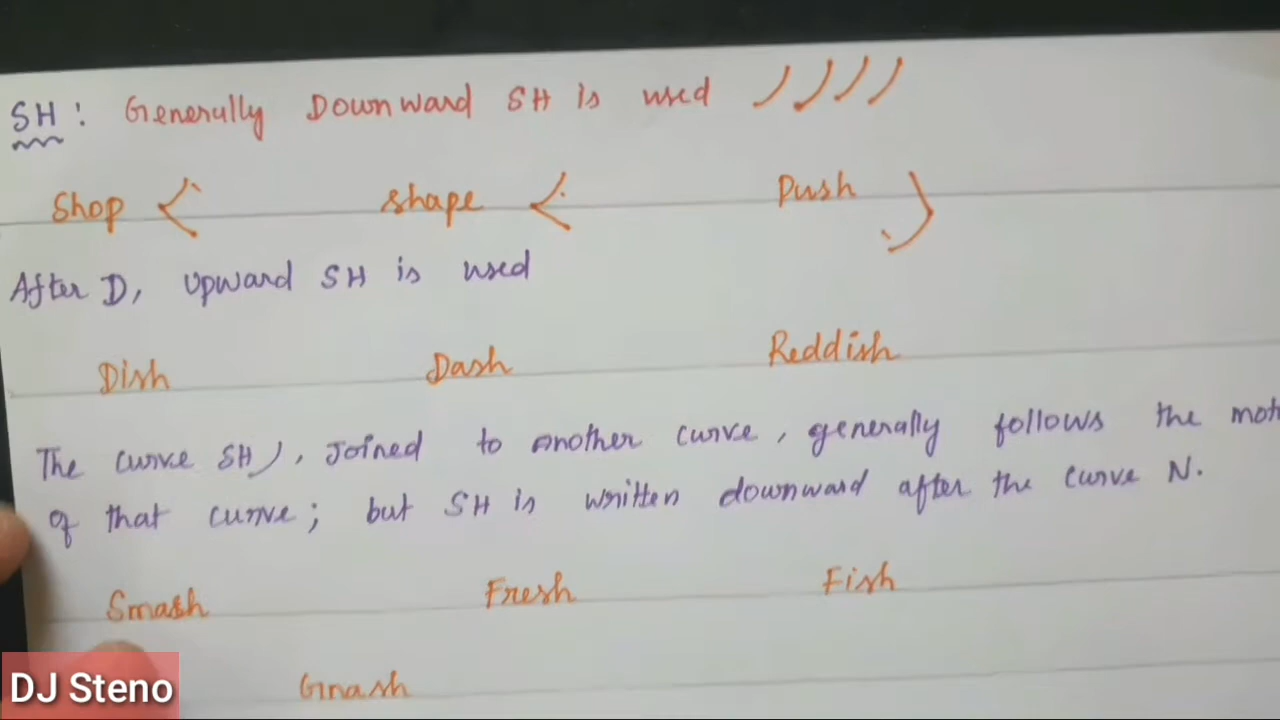 SH: Generally Downward SH is used
Shop shape Push
After D, Upward SH is used
Dish Dash Reddish
The curve SH, Joined to another curve, generally follows the mot
of that curve; but SH is written downward after the curve N.
Smash Fresh Fish
Gnash
DJ Steno